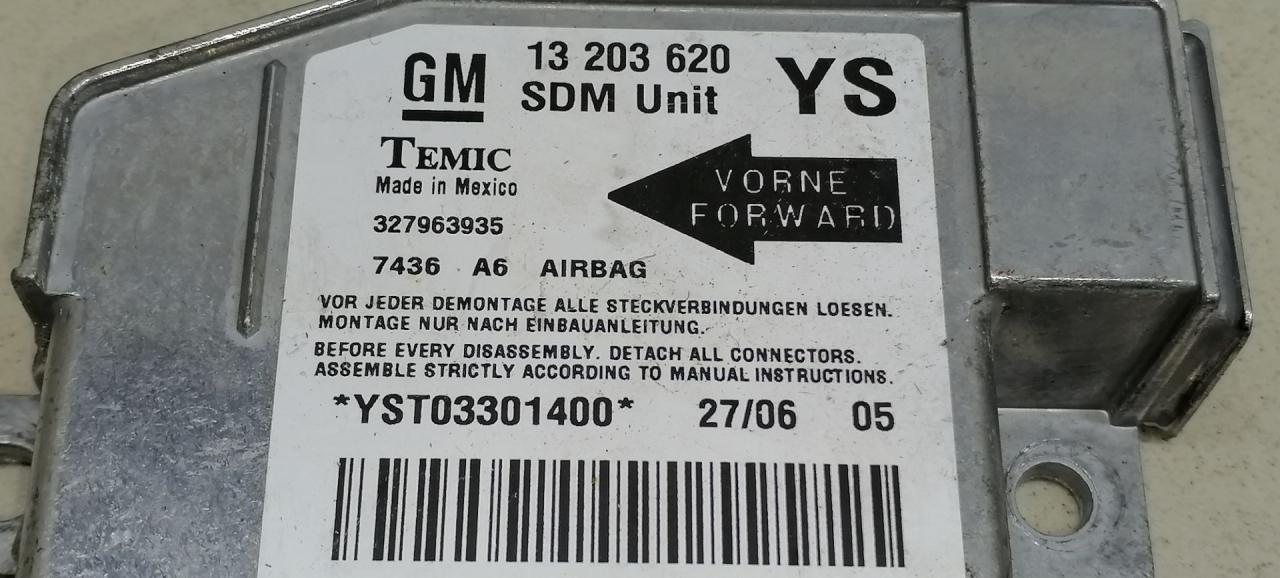 GM 13 203 620 YS
SDM Unit
TEMIC
Made in Mexico
VORNE
FORWARD
327963935
7436 A6 AIRBAG
VOR JEDER DEMONTAGE ALLE STECKVERBINDUNGEN LOESEN.
MONTAGE NUR NACH EINBAUANLEITUNG.
BEFORE EVERY DISASSEMBLY. DETACH ALL CONNECTORS.
ASSEMBLE STRICTLY ACCORDING TO MANUAL INSTRUCTIONS.
*YST03301400* 27/06 05